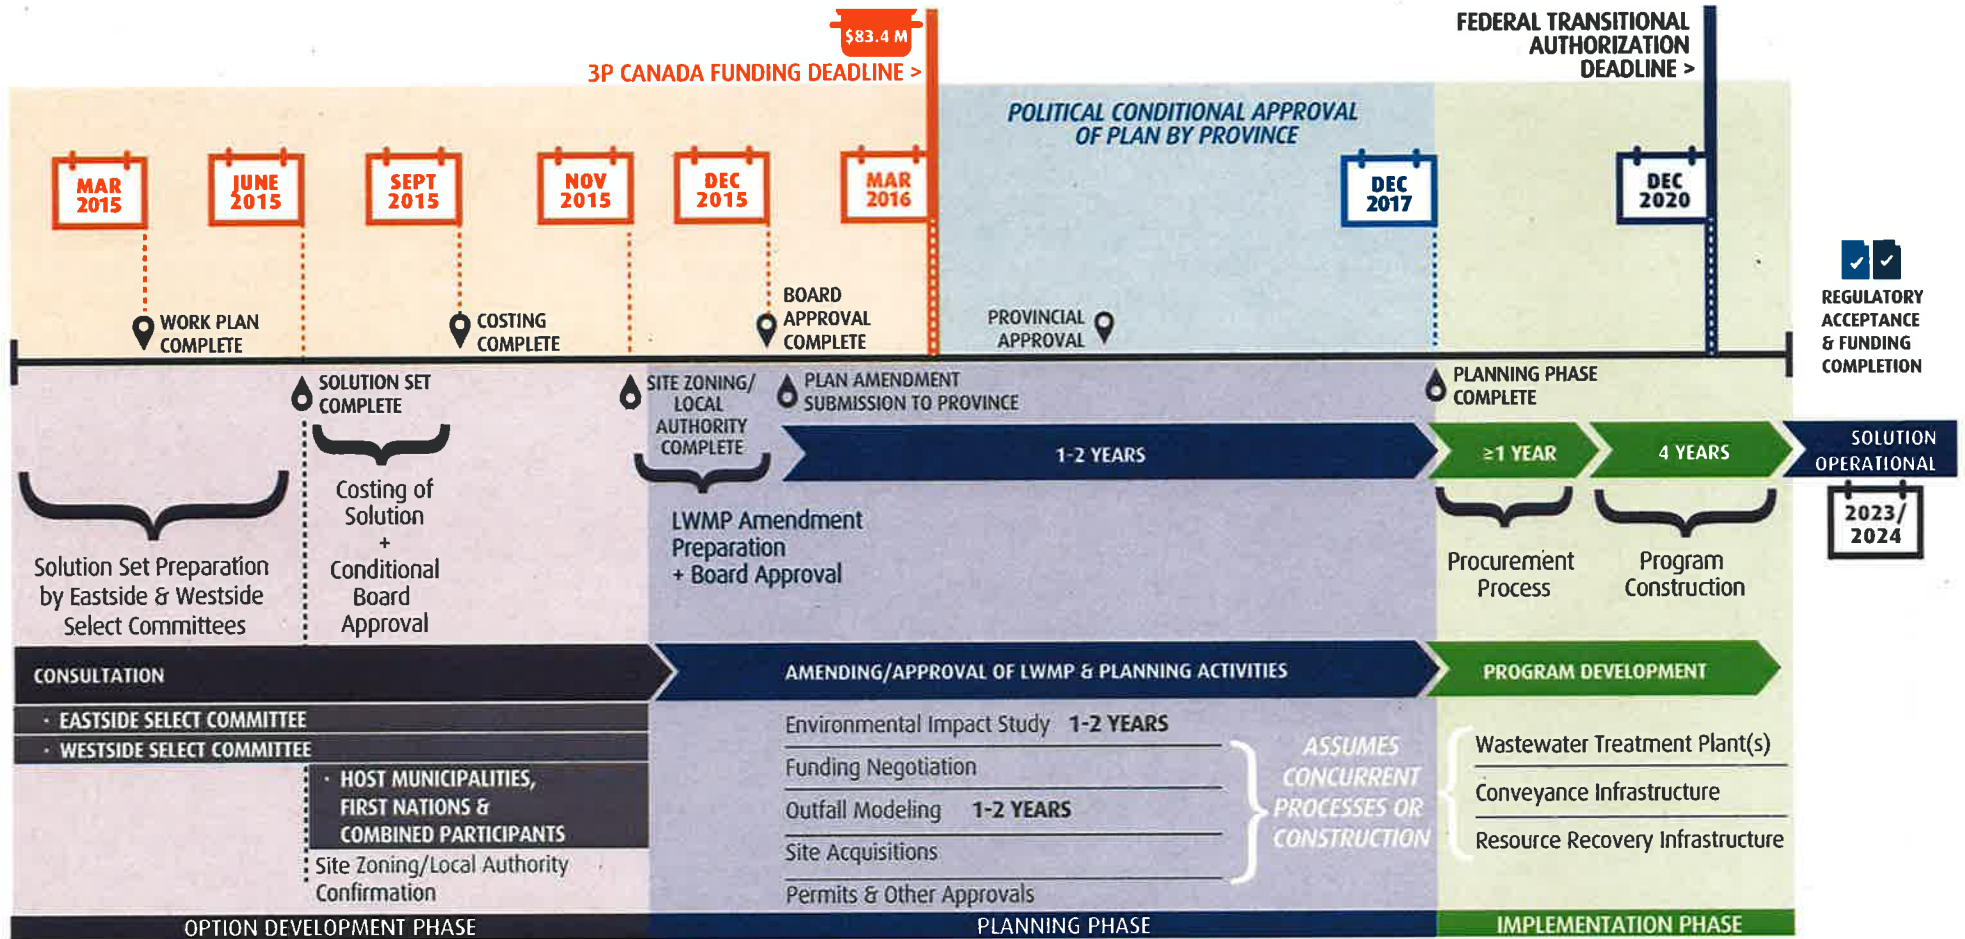 $83.4 M
3P CANADA FUNDING DEADLINE >
FEDERAL TRANSITIONAL
AUTHORIZATION
DEADLINE >
POLITICAL CONDITIONAL APPROVAL
OF PLAN BY PROVINCE
MAR
2015
JUNE
2015
SEPT
2015
NOV
2015
DEC
2015
MAR
2016
DEC
2017
DEC
2020
WORK PLAN
COMPLETE
COSTING
COMPLETE
BOARD
APPROVAL
COMPLETE
PROVINCIAL
APPROVAL
REGULATORY
ACCEPTANCE
& FUNDING
COMPLETION
SOLUTION SET
COMPLETE
SITE ZONING/
LOCAL
AUTHORITY
COMPLETE
PLAN AMENDMENT
SUBMISSION TO PROVINCE
PLANNING PHASE
COMPLETE
1-2 YEARS
≥1 YEAR
4 YEARS
SOLUTION
OPERATIONAL
2023/
2024
Solution Set Preparation
by Eastside & Westside
Select Committees
Costing of
Solution
+
Conditional
Board
Approval
LWMP Amendment
Preparation
+ Board Approval
Procurement
Process
Program
Construction
CONSULTATION
AMENDING/APPROVAL OF LWMP & PLANNING ACTIVITIES
PROGRAM DEVELOPMENT
· EASTSIDE SELECT COMMITTEE
· WESTSIDE SELECT COMMITTEE
· HOST MUNICIPALITIES,
FIRST NATIONS &
COMBINED PARTICIPANTS
Site Zoning/Local Authority
Confirmation
Environmental Impact Study 1-2 YEARS
Funding Negotiation
Outfall Modeling 1-2 YEARS
Site Acquisitions
Permits & Other Approvals
ASSUMES
CONCURRENT
PROCESSES OR
CONSTRUCTION
Wastewater Treatment Plant(s)
Conveyance Infrastructure
Resource Recovery Infrastructure
OPTION DEVELOPMENT PHASE
PLANNING PHASE
IMPLEMENTATION PHASE